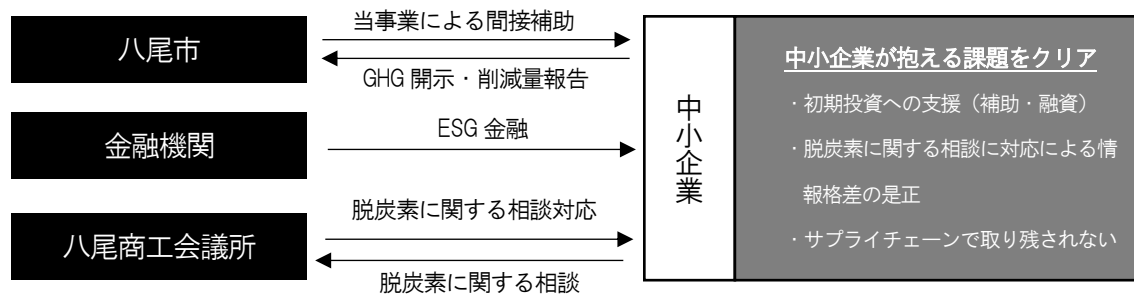 八尾市
当事業による間接補助
GHG 開示・削減量報告
金融機関
ESG 金融
八尾商工会議所
脱炭素に関する相談対応
脱炭素に関する相談
中小企業
中小企業が抱える課題をクリア
・初期投資への支援（補助・融資）
・脱炭素に関する相談に対応による情
報格差の是正
・サプライチェーンで取り残されない